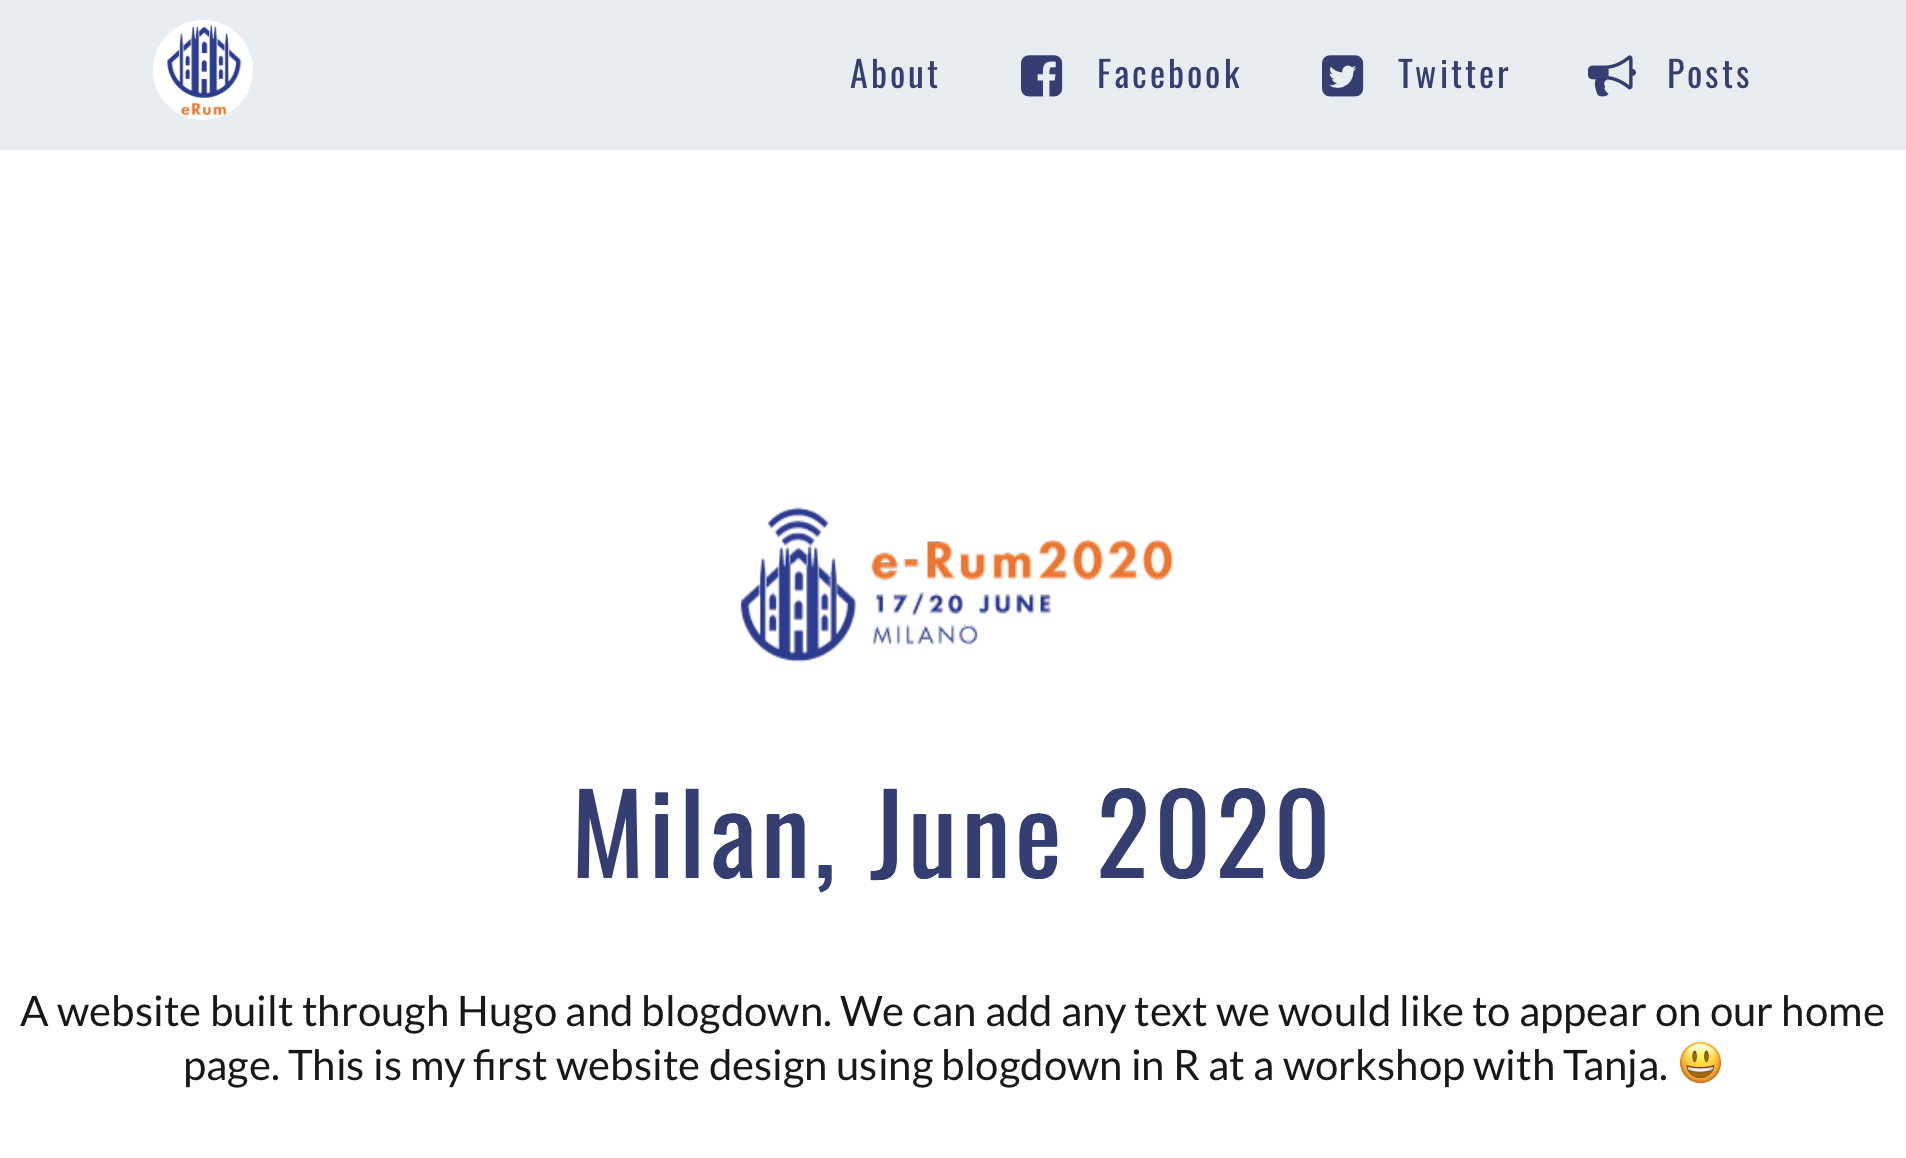 eRum
About Facebook Twitter Posts
e-Rum2020
17/20 JUNE
MILANO
Milan, June 2020
A website built through Hugo and blogdown. We can add any text we would like to appear on our home
page. This is my first website design using blogdown in R at a workshop with Tanja. 😃